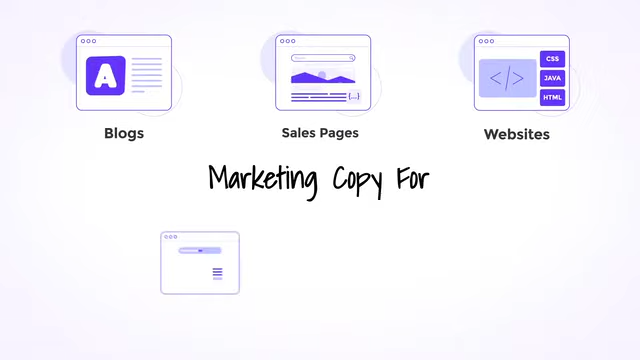 A
CSS
</>
JAVA
{...}
HTML
Blogs
Sales Pages
Websites
Marketing Copy For